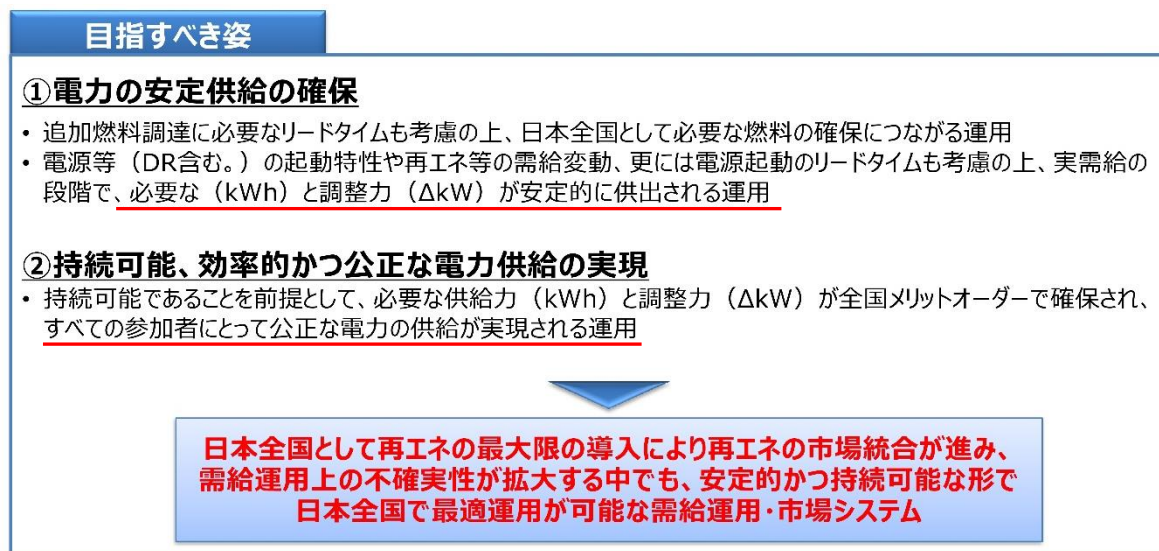 目指すべき姿
①電力の安定供給の確保
• 追加燃料調達に必要なリードタイムも考慮の上、日本全国として必要な燃料の確保につながる運用
• 電源等（DR含む。）の起動特性や再エネ等の需給変動、更には電源起動のリードタイムも考慮の上、実需給の
段階で、必要な（kWh）と調整力（ΔkW）が安定的に供出される運用
②持続可能、効率的かつ公正な電力供給の実現
• 持続可能であることを前提として、必要な供給力（kWh）と調整力（ΔkW）が全国メリットオーダーで確保され、
すべての参加者にとって公正な電力の供給が実現される運用
日本全国として再エネの最大限の導入により再エネの市場統合が進み、
需給運用上の不確実性が拡大する中でも、安定的かつ持続可能な形で
日本全国で最適運用が可能な需給運用・市場システム